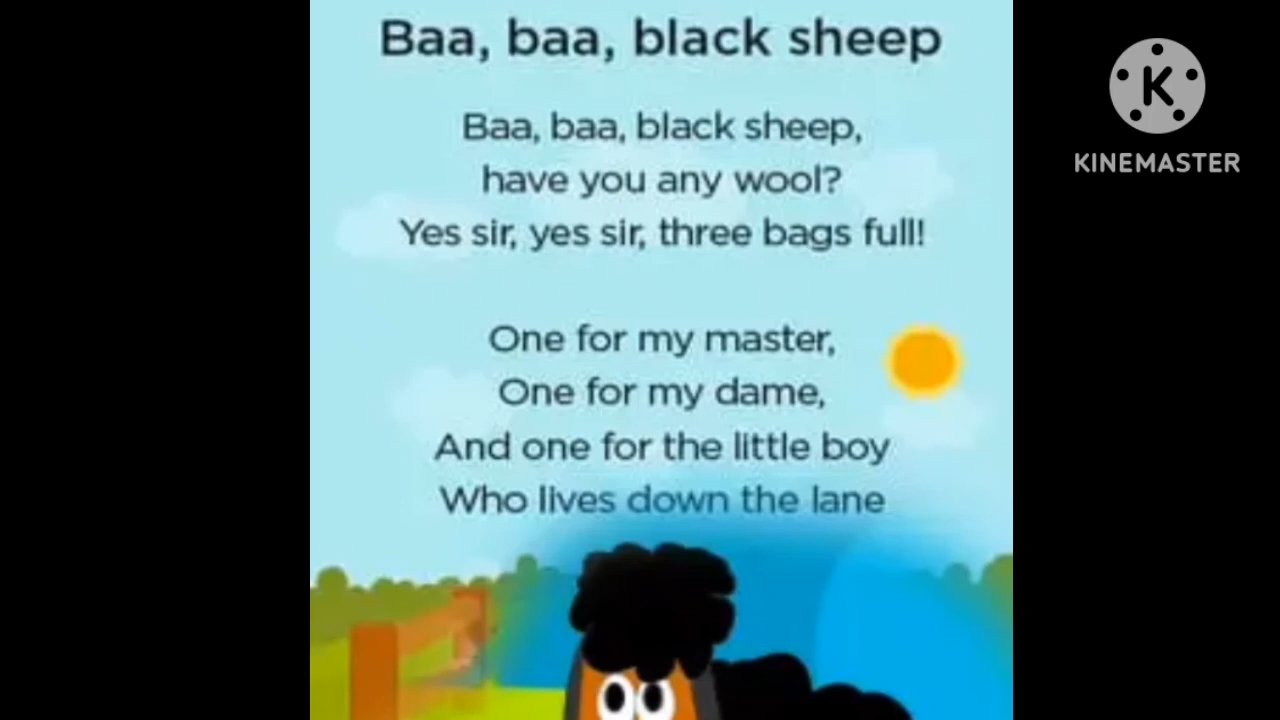 Baa, baa, black sheep
Baa, baa, black sheep,
have you any wool?
Yes sir, yes sir, three bags full!
One for my master,
One for my dame,
And one for the little boy
Who lives down the lane
K
KINEMASTER